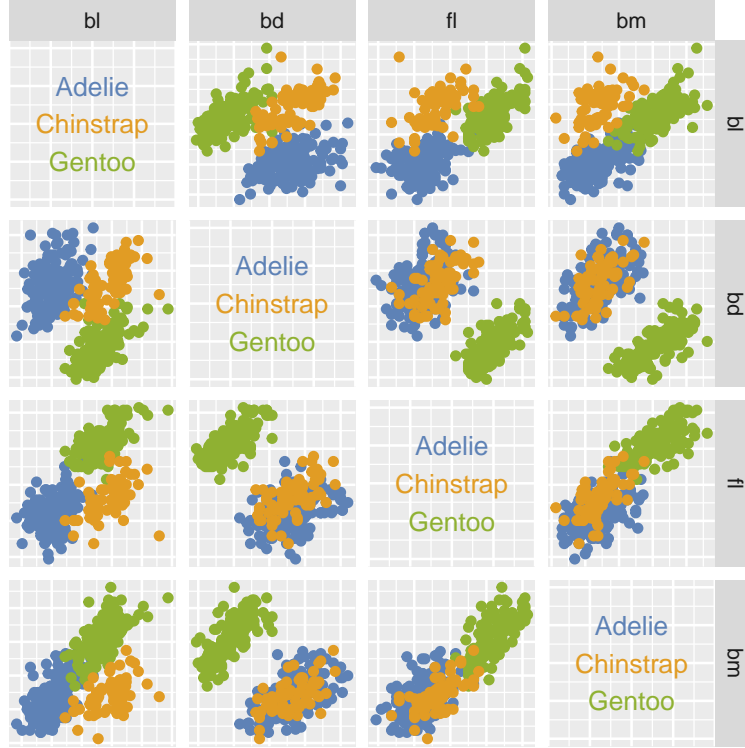 bl bd fl bm
Adelie
Chinstrap
Gentoo
bl
Adelie
Chinstrap
Gentoo
bd
Adelie
Chinstrap
Gentoo
fl
Adelie
Chinstrap
Gentoo
bm